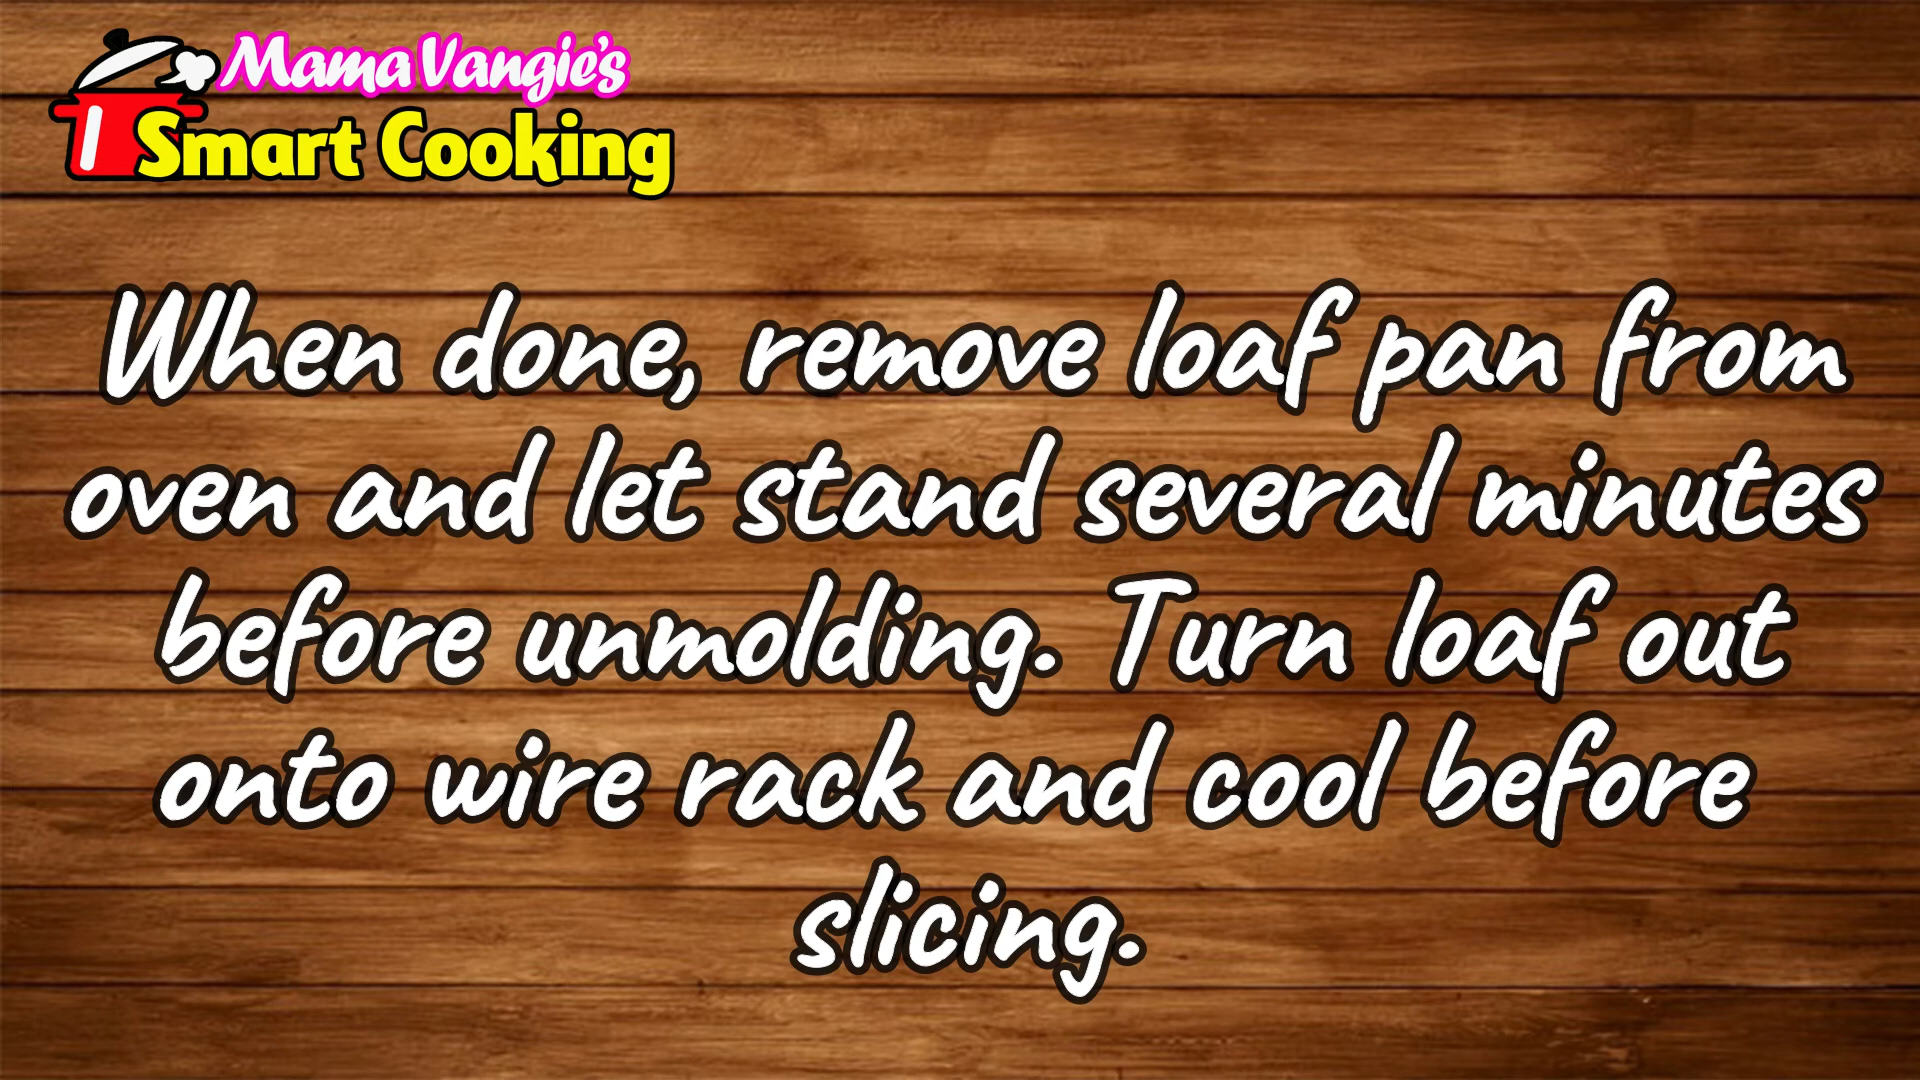 Mama Vangie's
Smart Cooking
When done, remove loaf pan from
oven and let stand several minutes
before unmolding. Turn loaf out
onto wire rack and cool before
slicing.